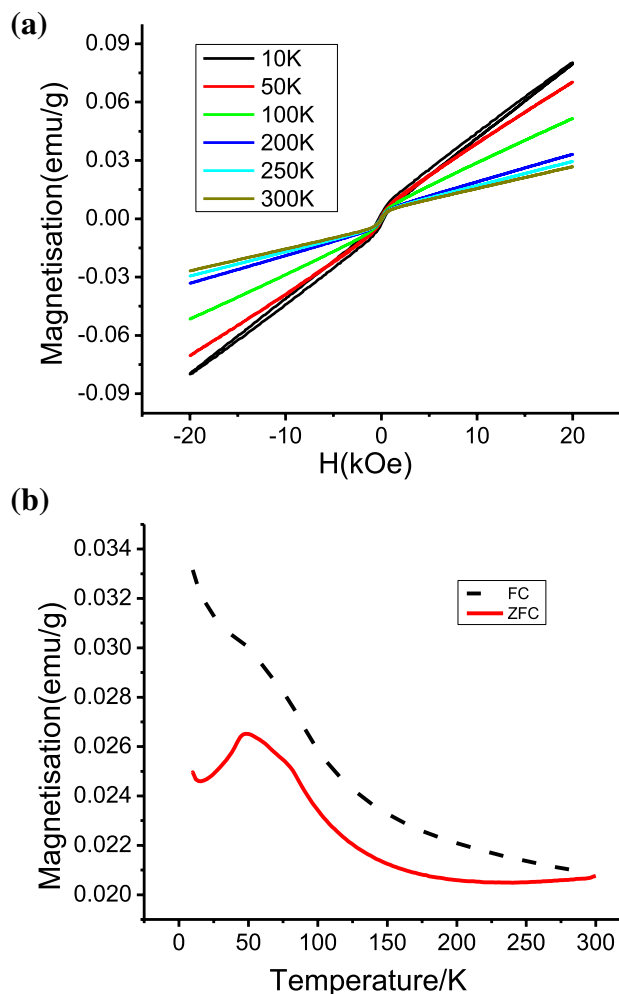 (a)
Magnetisation(emu/g)
0.09
0.06
0.03
0.00
-0.03
-0.06
-0.09
10K
50K
100K
200K
250K
300K
-20
-10
0
10
20
H(kOe)
(b)
Magnetisation(emu/g)
0.034
0.032
0.030
0.028
0.026
0.024
0.022
0.020
FC
ZFC
0
50
100
150
200
250
300
Temperature/K